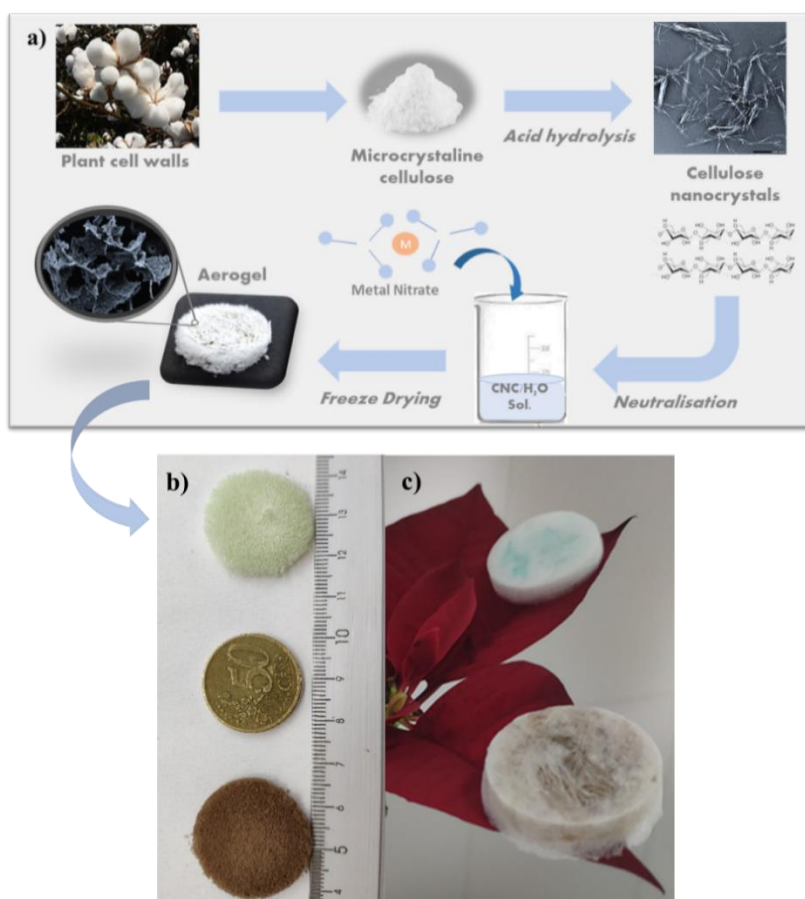 a)
Plant cell walls
Microcrystaline
cellulose
Acid hydrolysis
Cellulose
nanocrystals
Aerogel
M
Metal Nitrate
CNC/H₂O
Sol.
Freeze Drying
Neutralisation
b)
c)
14
13
12
11
10
9
8
7
6
5
4
50
CENT